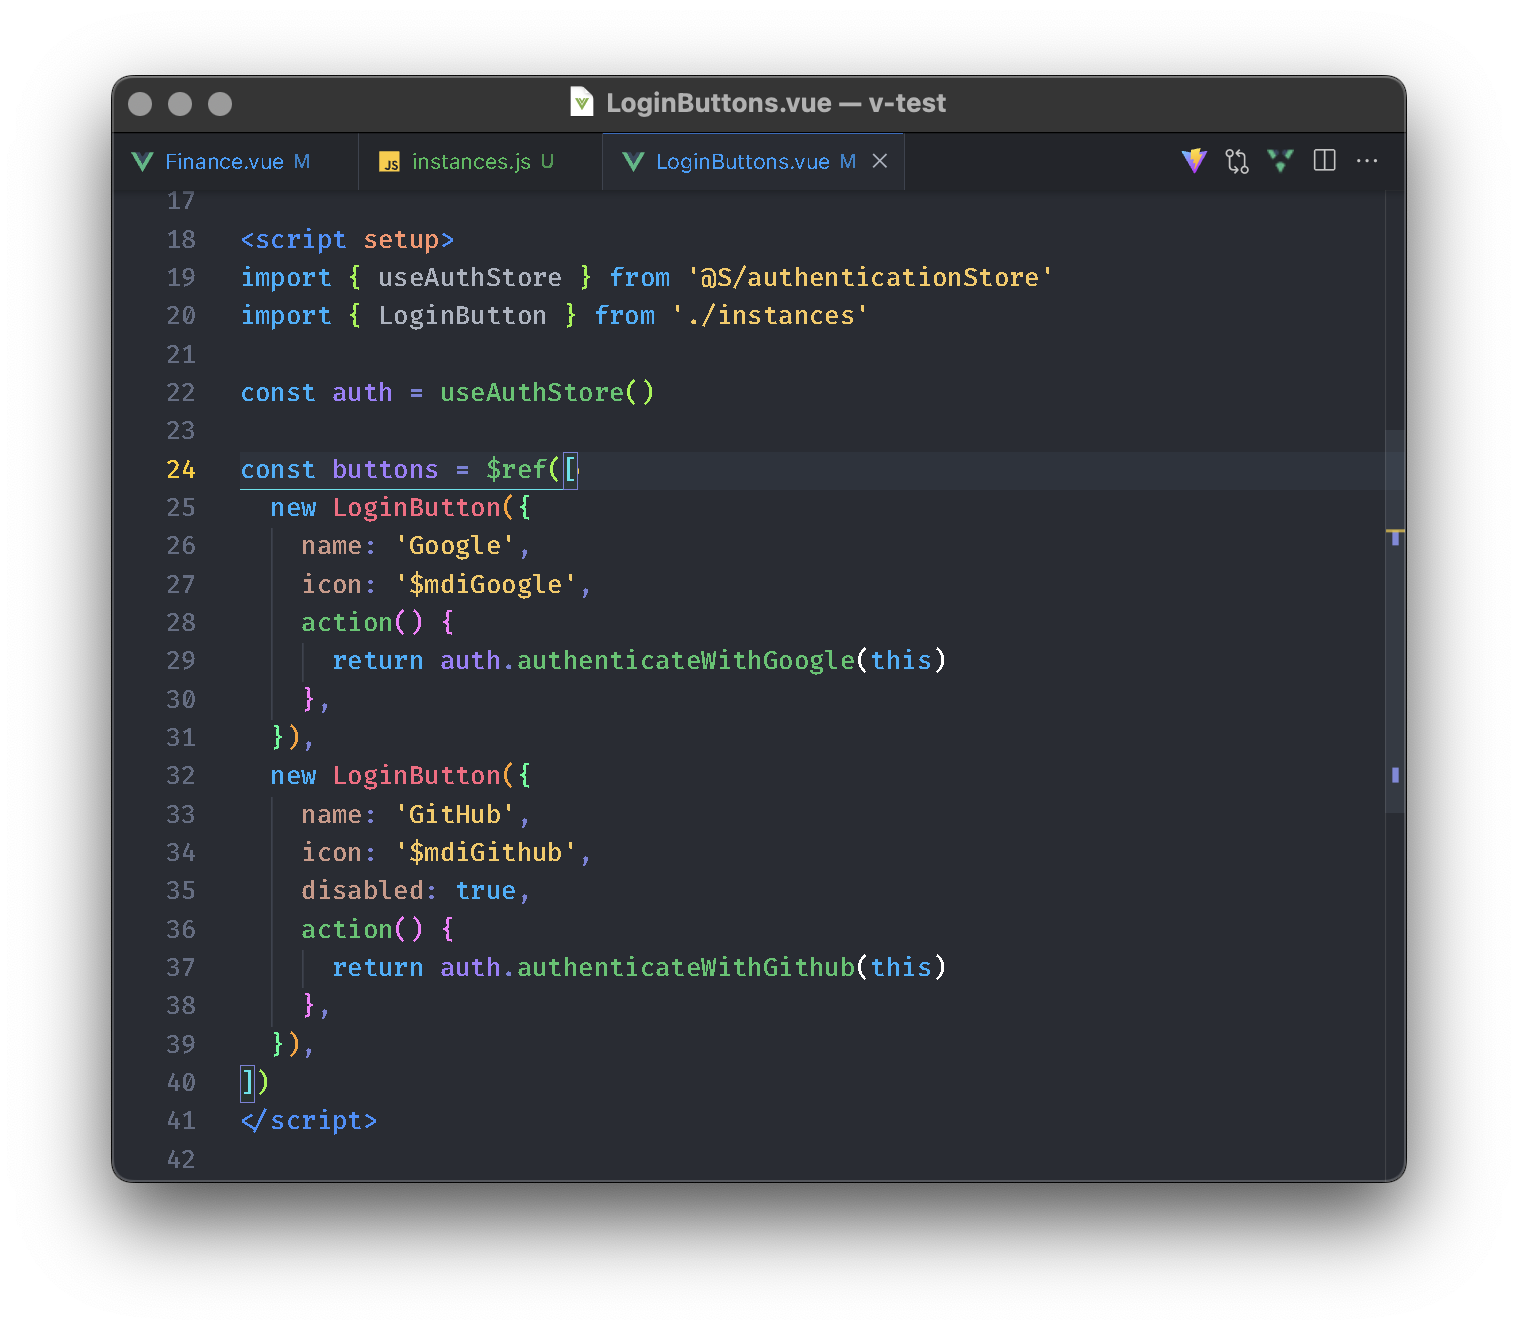 LoginButtons.vue — v-test
Finance.vue M
JS instances.js U
LoginButtons.vue M
17
18 <script setup>
19 import { useAuthStore } from '@S/authenticationStore'
20 import { LoginButton } from './instances'
21
22 const auth = useAuthStore()
23
24 const buttons = $ref([
25   new LoginButton({
26     name: 'Google',
27     icon: '$mdiGoogle',
28     action() {
29       return auth.authenticateWithGoogle(this)
30     },
31   }),
32   new LoginButton({
33     name: 'GitHub',
34     icon: '$mdiGithub',
35     disabled: true,
36     action() {
37       return auth.authenticateWithGithub(this)
38     },
39   }),
40 ])
41 </script>
42